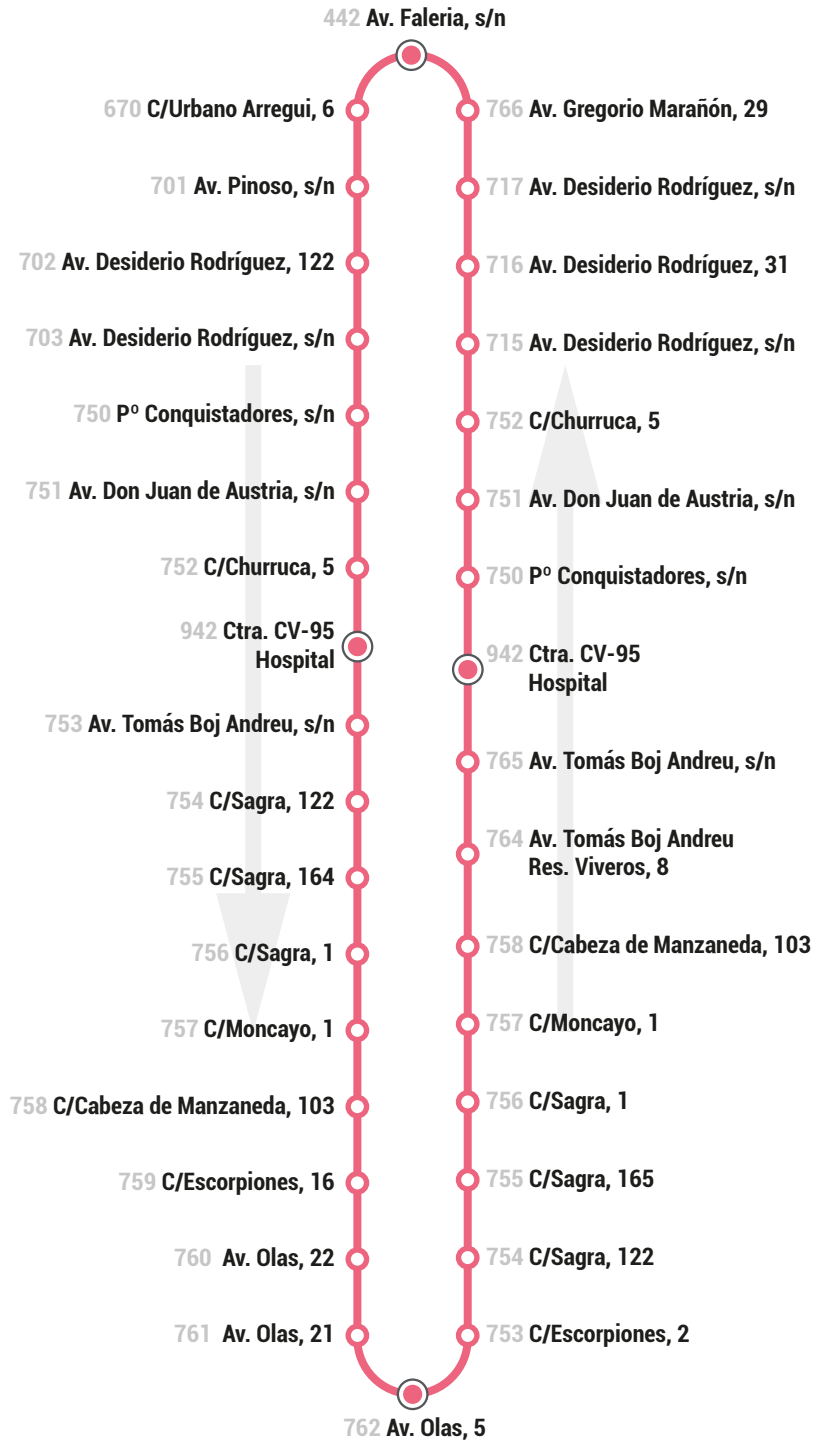 442 Av. Faleria, s/n
670 C/Urbano Arregui, 6
701 Av. Pinoso, s/n
702 Av. Desiderio Rodríguez, 122
703 Av. Desiderio Rodríguez, s/n
750 Pº Conquistadores, s/n
751 Av. Don Juan de Austria, s/n
752 C/Churruca, 5
942 Ctra. CV-95
Hospital
753 Av. Tomás Boj Andreu, s/n
754 C/Sagra, 122
755 C/Sagra, 164
756 C/Sagra, 1
757 C/Moncayo, 1
758 C/Cabeza de Manzaneda, 103
759 C/Escorpiones, 16
760 Av. Olas, 22
761 Av. Olas, 21
762 Av. Olas, 5
766 Av. Gregorio Marañón, 29
717 Av. Desiderio Rodríguez, s/n
716 Av. Desiderio Rodríguez, 31
715 Av. Desiderio Rodríguez, s/n
752 C/Churruca, 5
751 Av. Don Juan de Austria, s/n
750 Pº Conquistadores, s/n
942 Ctra. CV-95
Hospital
765 Av. Tomás Boj Andreu, s/n
764 Av. Tomás Boj Andreu
Res. Viveros, 8
758 C/Cabeza de Manzaneda, 103
757 C/Moncayo, 1
756 C/Sagra, 1
755 C/Sagra, 165
754 C/Sagra, 122
753 C/Escorpiones, 2